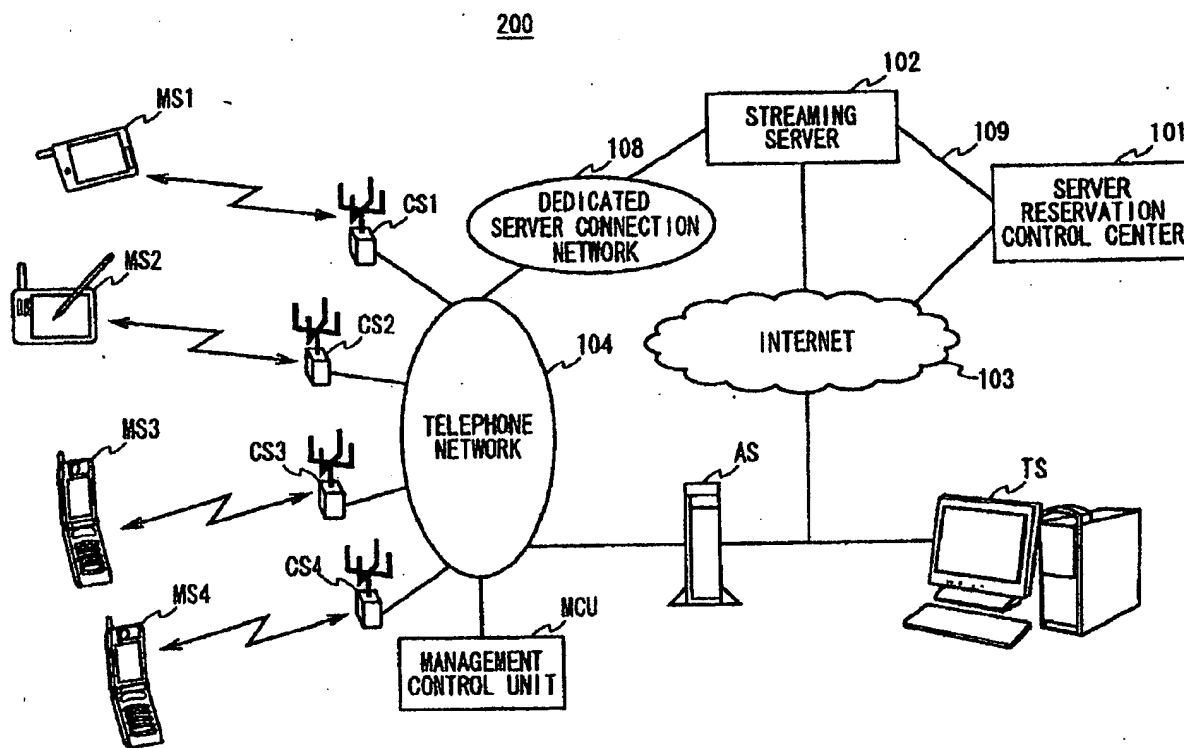 200
MS1
CS1
108
DEDICATED
SERVER CONNECTION
NETWORK
102
STREAMING
SERVER
109
101
SERVER
RESERVATION
CONTROL CENTER
MS2
CS2
104
INTERNET
103
TELEPHONE
NETWORK
MS3
CS3
AS
TS
MS4
CS4
MCU
MANAGEMENT
CONTROL UNIT